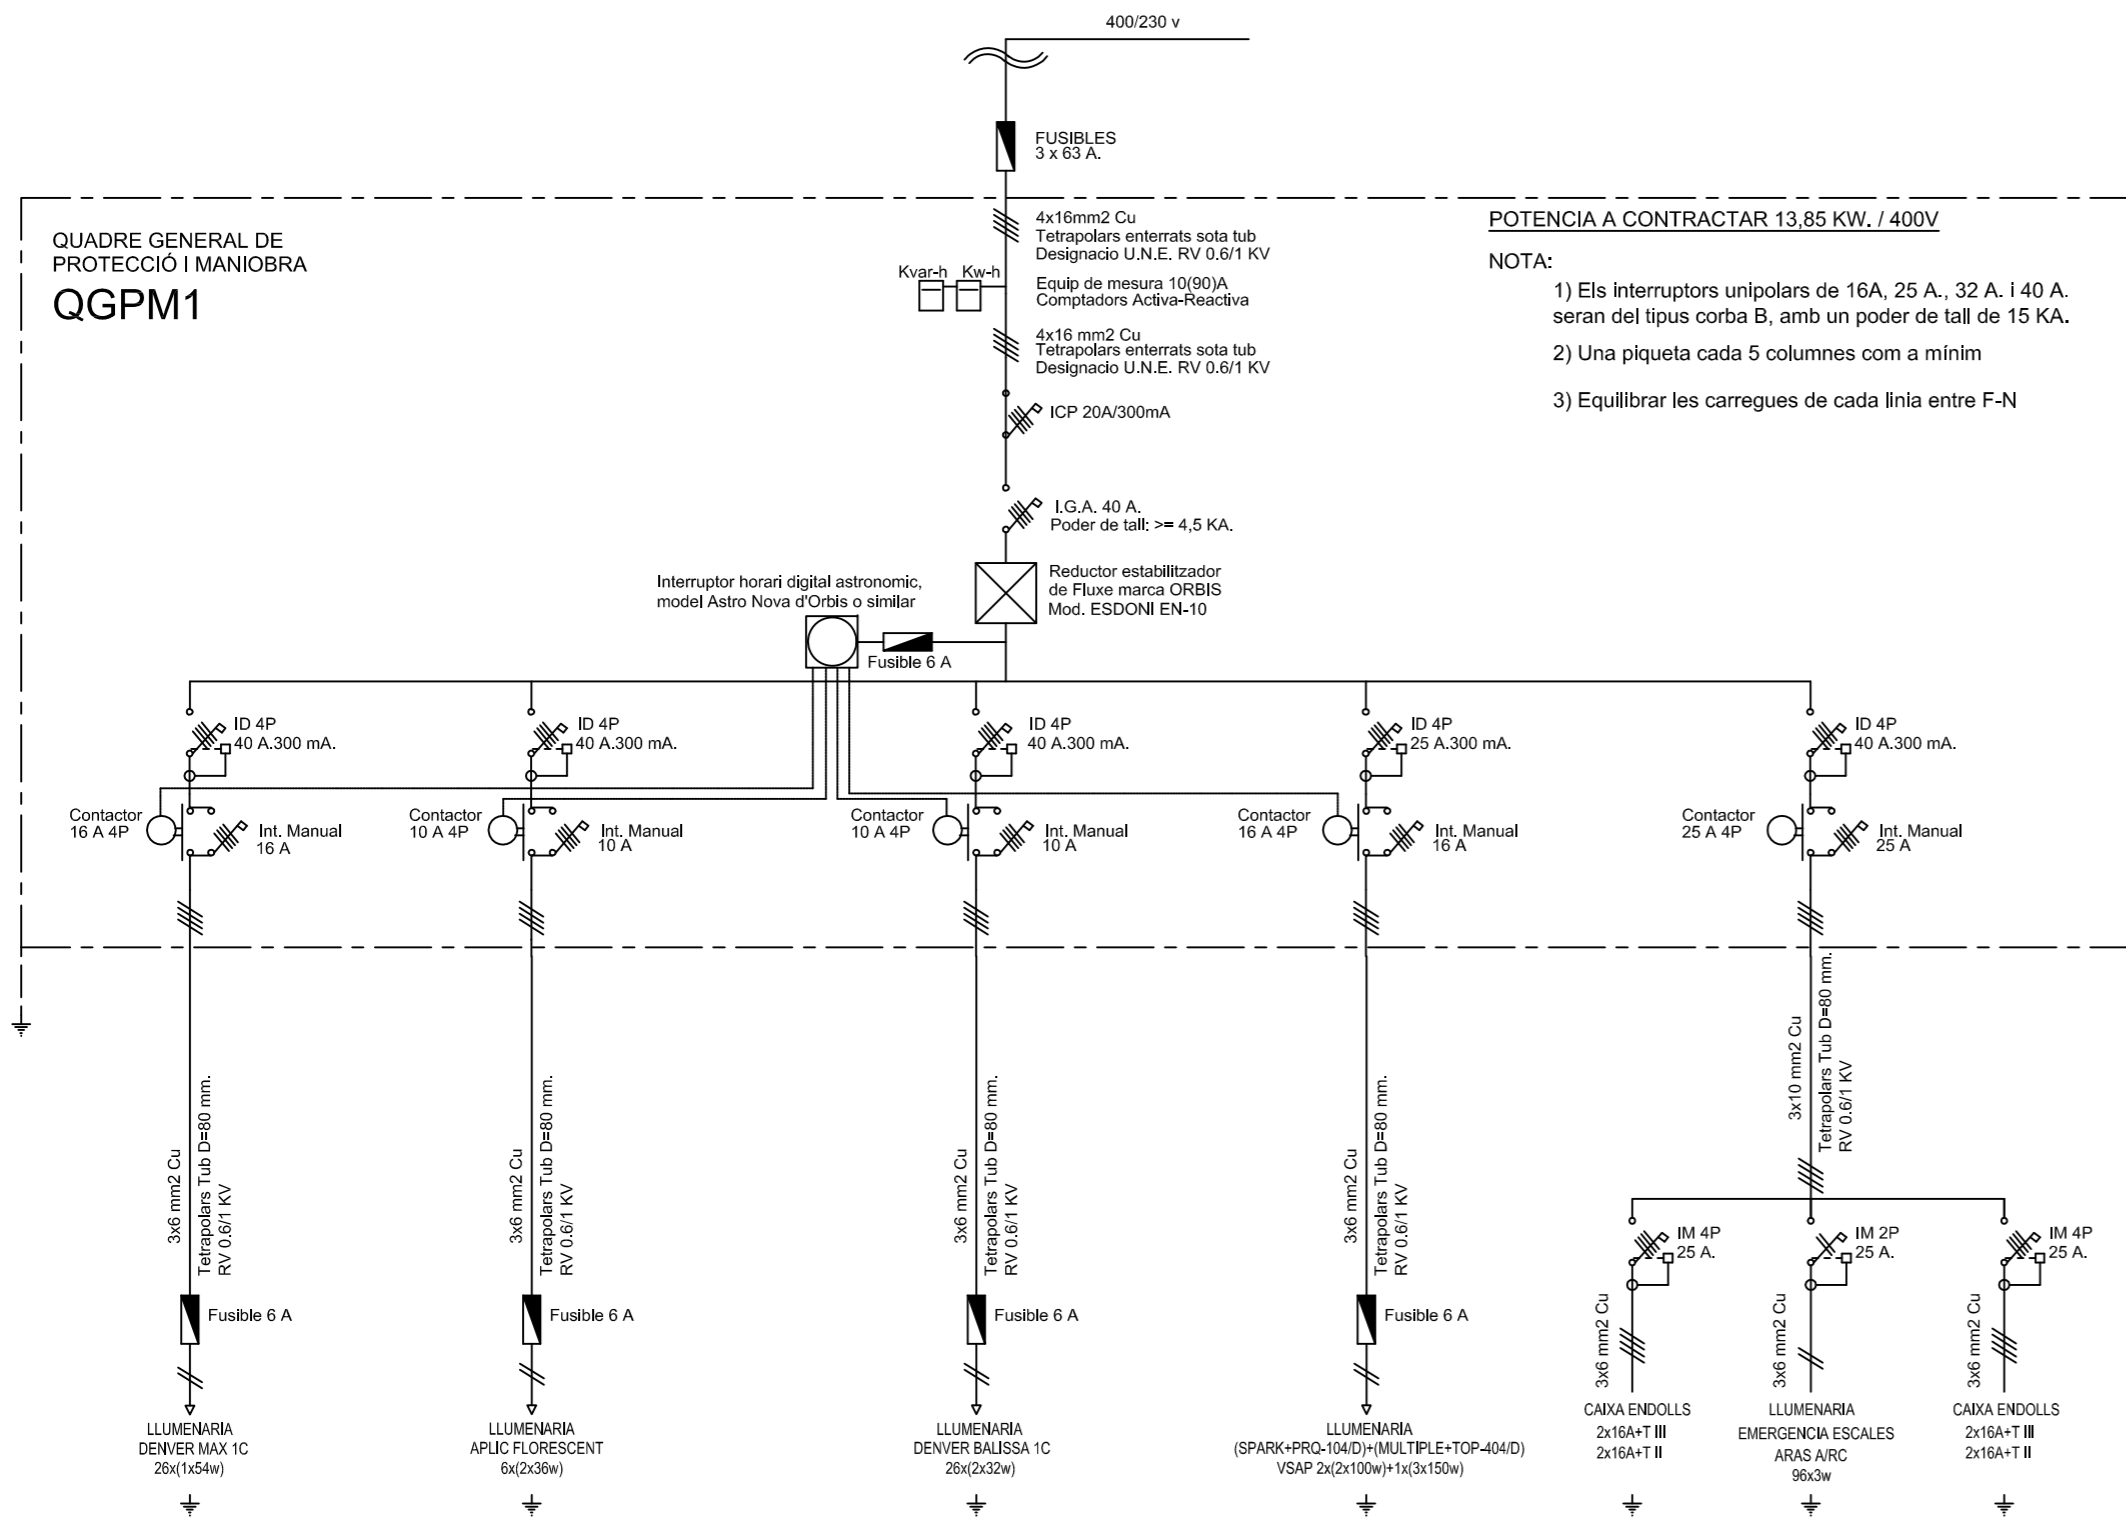 400/230 v
FUSIBLES
3 x 63 A.
QUADRE GENERAL DE
PROTECCIÓ I MANIOBRA
QGPM1
4x16mm2 Cu
Tetrapolars enterrats sota tub
Designacio U.N.E. RV 0.6/1 KV
Kvar-h
Kw-h
Equip de mesura 10(90)A
Comptadors Activa-Reactiva
4x16 mm2 Cu
Tetrapolars enterrats sota tub
Designacio U.N.E. RV 0.6/1 KV
ICP 20A/300mA
I.G.A. 40 A.
Poder de tall: >= 4,5 KA.
POTENCIA A CONTRACTAR 13,85 KW. / 400V
NOTA:
1) Els interruptors unipolars de 16A, 25 A., 32 A. i 40 A.
seran del tipus corba B, amb un poder de tall de 15 KA.
2) Una piqueta cada 5 columnes com a mínim
3) Equilibrar les carregues de cada linia entre F-N
Interruptor horari digital astronomic,
model Astro Nova d'Orbis o similar
Reductor estabilitzador
de Fluxe marca ORBIS
Mod. ESDONI EN-10
Fusible 6 A
ID 4P
40 A.300 mA.
ID 4P
40 A.300 mA.
ID 4P
40 A.300 mA.
ID 4P
25 A.300 mA.
ID 4P
40 A.300 mA.
Contactor
16 A 4P
Int. Manual
16 A
Contactor
10 A 4P
Int. Manual
10 A
Contactor
10 A 4P
Int. Manual
10 A
Contactor
16 A 4P
Int. Manual
16 A
Contactor
25 A 4P
Int. Manual
25 A
3x6 mm2 Cu
Tetrapolars Tub D=80 mm.
RV 0.6/1 KV
3x6 mm2 Cu
Tetrapolars Tub D=80 mm.
RV 0.6/1 KV
3x6 mm2 Cu
Tetrapolars Tub D=80 mm.
RV 0.6/1 KV
3x6 mm2 Cu
Tetrapolars Tub D=80 mm.
RV 0.6/1 KV
3x10 mm2 Cu
Tetrapolars Tub D=80 mm.
RV 0.6/1 KV
IM 4P
25 A.
IM 2P
25 A.
IM 4P
25 A.
Fusible 6 A
Fusible 6 A
Fusible 6 A
Fusible 6 A
3x6 mm2 Cu
3x6 mm2 Cu
3x6 mm2 Cu
LLUMENARIA
DENVER MAX 1C
26x(1x54w)
LLUMENARIA
APLIC FLORESCENT
6x(2x36w)
LLUMENARIA
DENVER BALISSA 1C
26x(2x32w)
LLUMENARIA
(SPARK+PRQ-104/D)+(MULTIPLE+TOP-404/D)
VSAP 2x(2x100w)+1x(3x150w)
CAIXA ENDOLLS
2x16A+T III
2x16A+T II
LLUMENARIA
EMERGENCIA ESCALES
ARAS A/RC
96x3w
CAIXA ENDOLLS
2x16A+T III
2x16A+T II